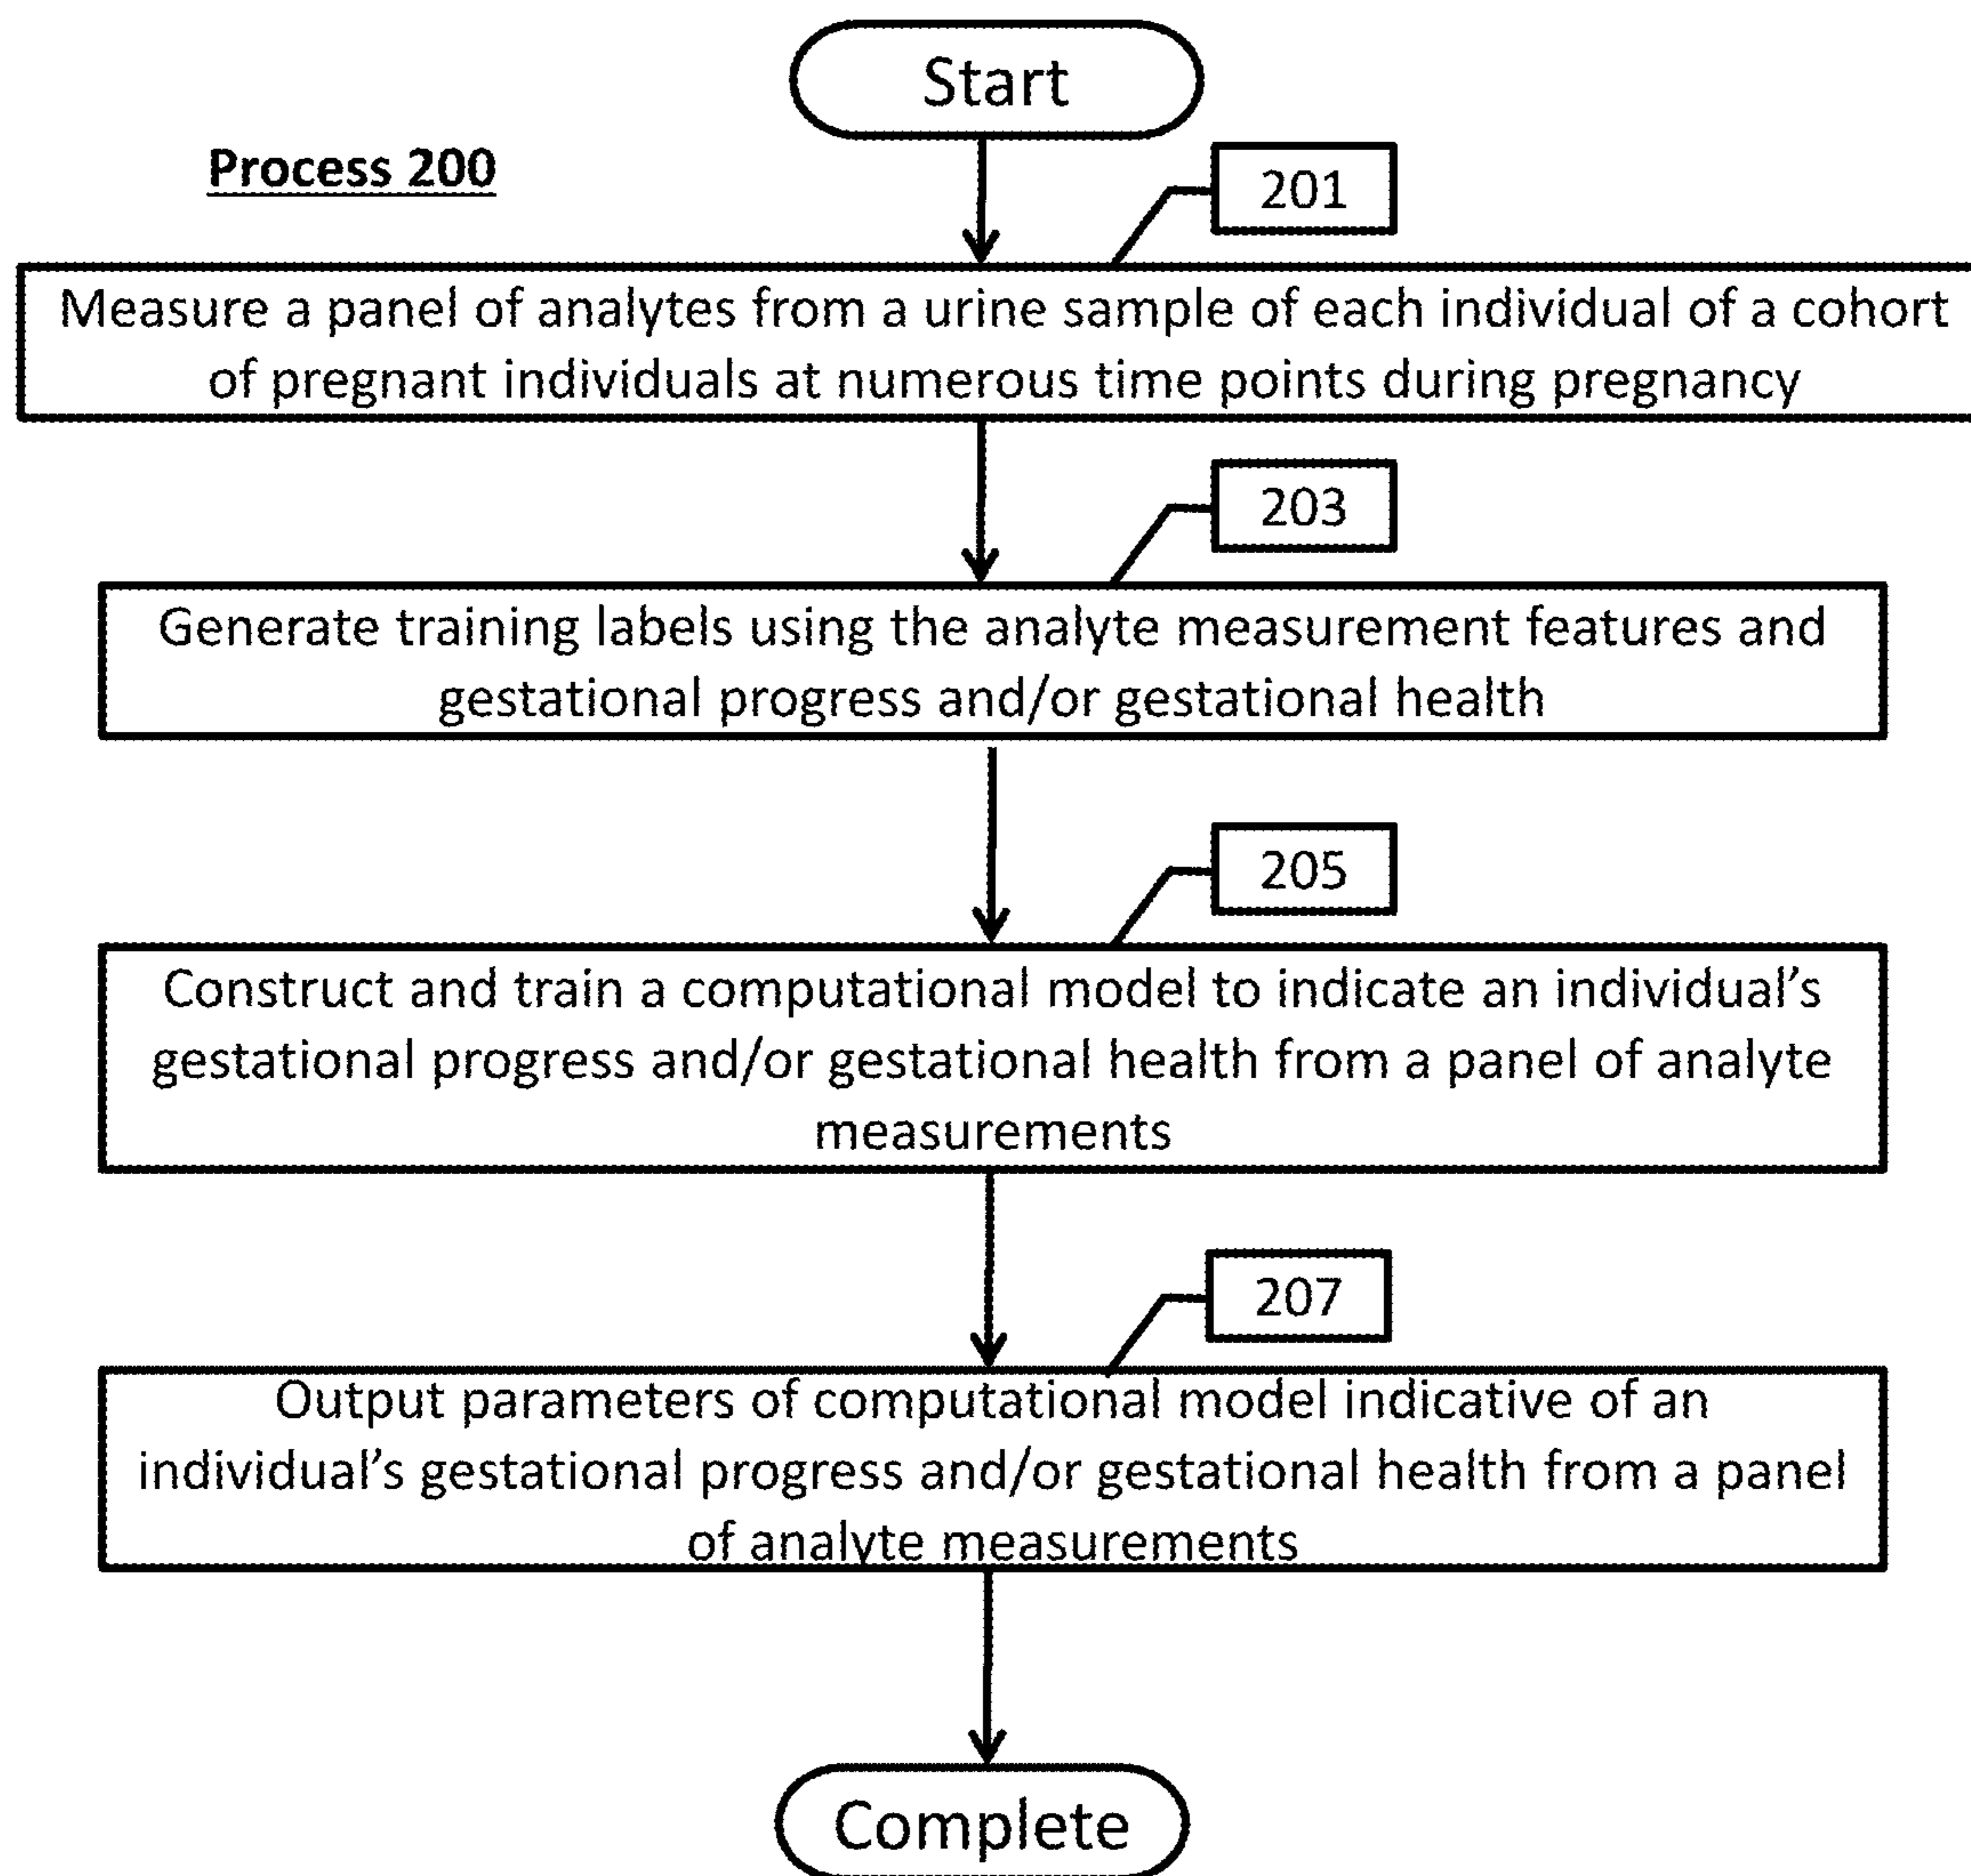 Start
Process 200
201
Measure a panel of analytes from a urine sample of each individual of a cohort
of pregnant individuals at numerous time points during pregnancy
203
Generate training labels using the analyte measurement features and
gestational progress and/or gestational health
205
Construct and train a computational model to indicate an individual’s
gestational progress and/or gestational health from a panel of analyte
measurements
207
Output parameters of computational model indicative of an
individual’s gestational progress and/or gestational health from a panel
of analyte measurements
Complete